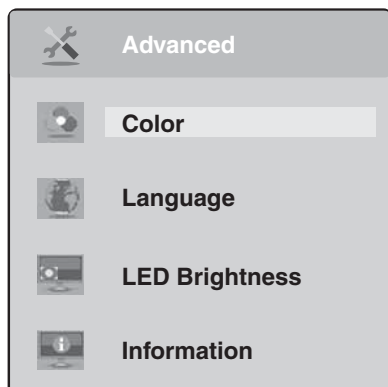 Advanced
Color
Language
LED Brightness
Information